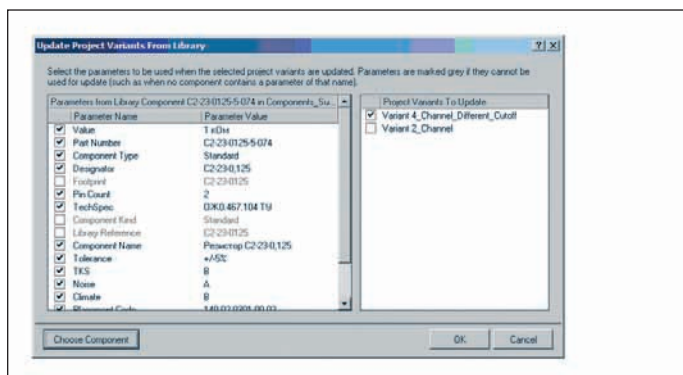 Update Project Variants From Library
Select the parameters to be used when the selected project variants are updated. Parameters are marked grey if they cannot be
used for update (such as when no component contains a parameter of that name).
Parameters from Library Component C2-23-0125-5-074 in Components_Su...
Parameter Name Parameter Value
Value 1 кОм
Part Number C2-23-0125-5-074
Component Type Standard
Designator C2-23-0,125
Footprint C2-23-0125
Pin Count 2
TechSpec ОЖ0.467.104 ТУ
Component Kind Standard
Library Reference C2-23-0125
Component Name Резистор C2-23-0,125
Tolerance +/-5%
TKS B
Noise A
Climate B
Project Variants To Update
Variant 4_Channel_Different_Cutoff
Variant 2_Channel
Choose Component
OK
Cancel